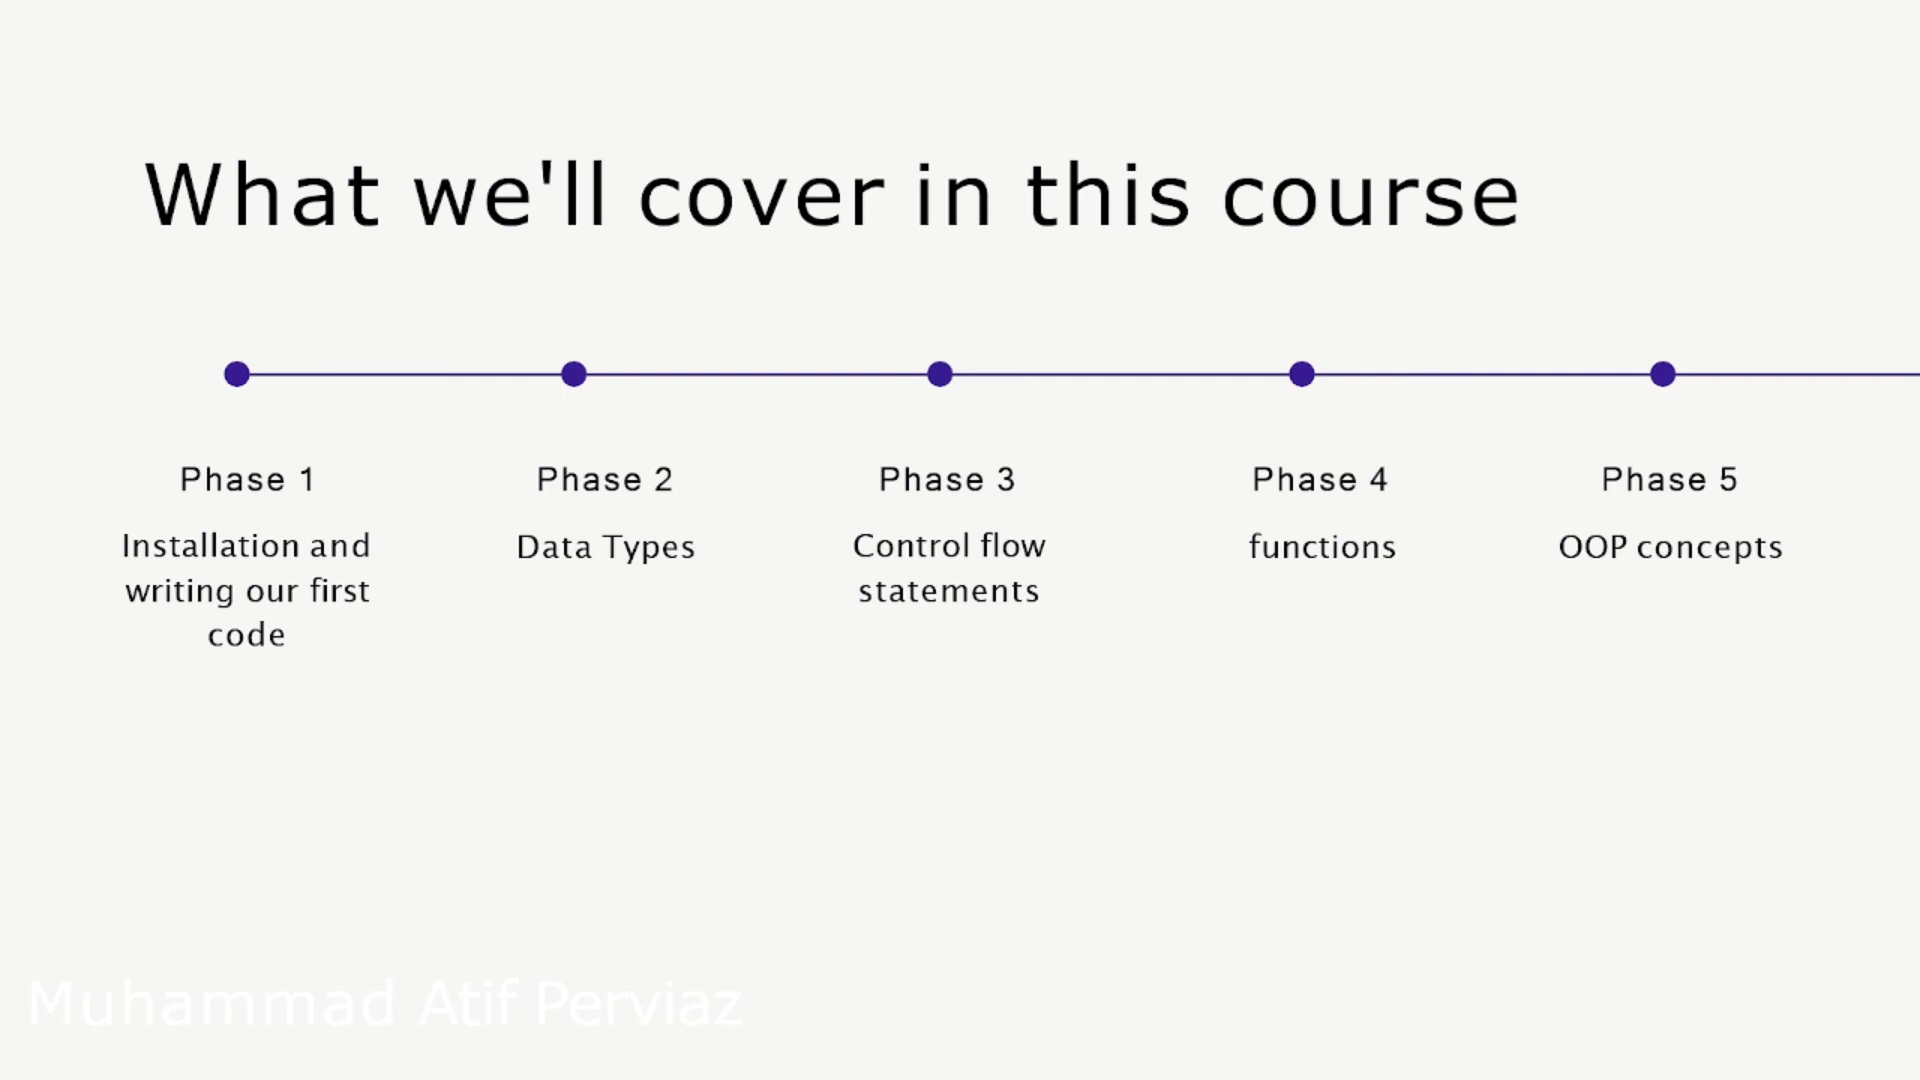 What we'll cover in this course
Phase 1
Installation and
writing our first
code
Phase 2
Data Types
Phase 3
Control flow
statements
Phase 4
functions
Phase 5
OOP concepts
Muhammad Atif Perviaz